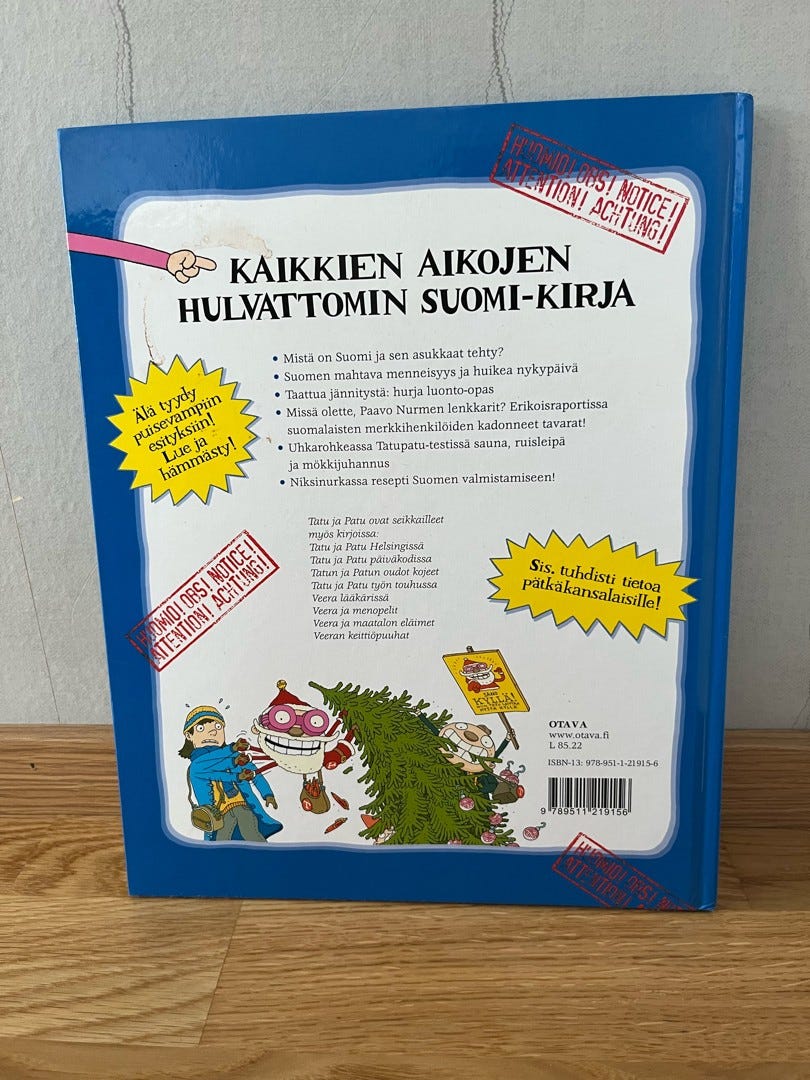 HUOMIO! OBS! NOTICE!
ATTENTION! ACHTUNG!
KAIKKIEN AIKOJEN
HULVATTOMIN SUOMI-KIRJA
• Mistä on Suomi ja sen asukkaat tehty?
• Suomen mahtava menneisyys ja huikea nykypäivä
• Taattua jännitystä: hurja luonto-opas
• Missä olette, Paavo Nurmen lenkkarit? Erikoisraportissa
suomalaisten merkkihenkilöiden kadonneet tavarat!
• Uhkarohkeassa Tatupatu-testissä sauna, ruisleipä
ja mökkijuhannus
• Niksinurkassa resepti Suomen valmistamiseen!
Älä tyydy
puisevampiin
esityksiin!
Lue ja
hämmästy!
Tatu ja Patu ovat seikkailleet
myös kirjoissa:
Tatu ja Patu Helsingissä
Tatu ja Patu päiväkodissa
Tatun ja Patun oudot kojeet
Tatu ja Patu työn touhussa
Veera lääkärissä
Veera ja menopelit
Veera ja maatalon eläimet
Veeran keittiöpuuhat
Sis. tuhdisti tietoa
pätkäkansalaisille!
HUOMIO! OBS! NOTICE!
ATTENTION! ACHTUNG!
KYLLÄ!
OTAVA
www.otava.fi
L 85.22
ISBN-13: 978-951-1-21915-6
9 789511 219156
HUOMIO! OBS! NO
ATTENTION! A